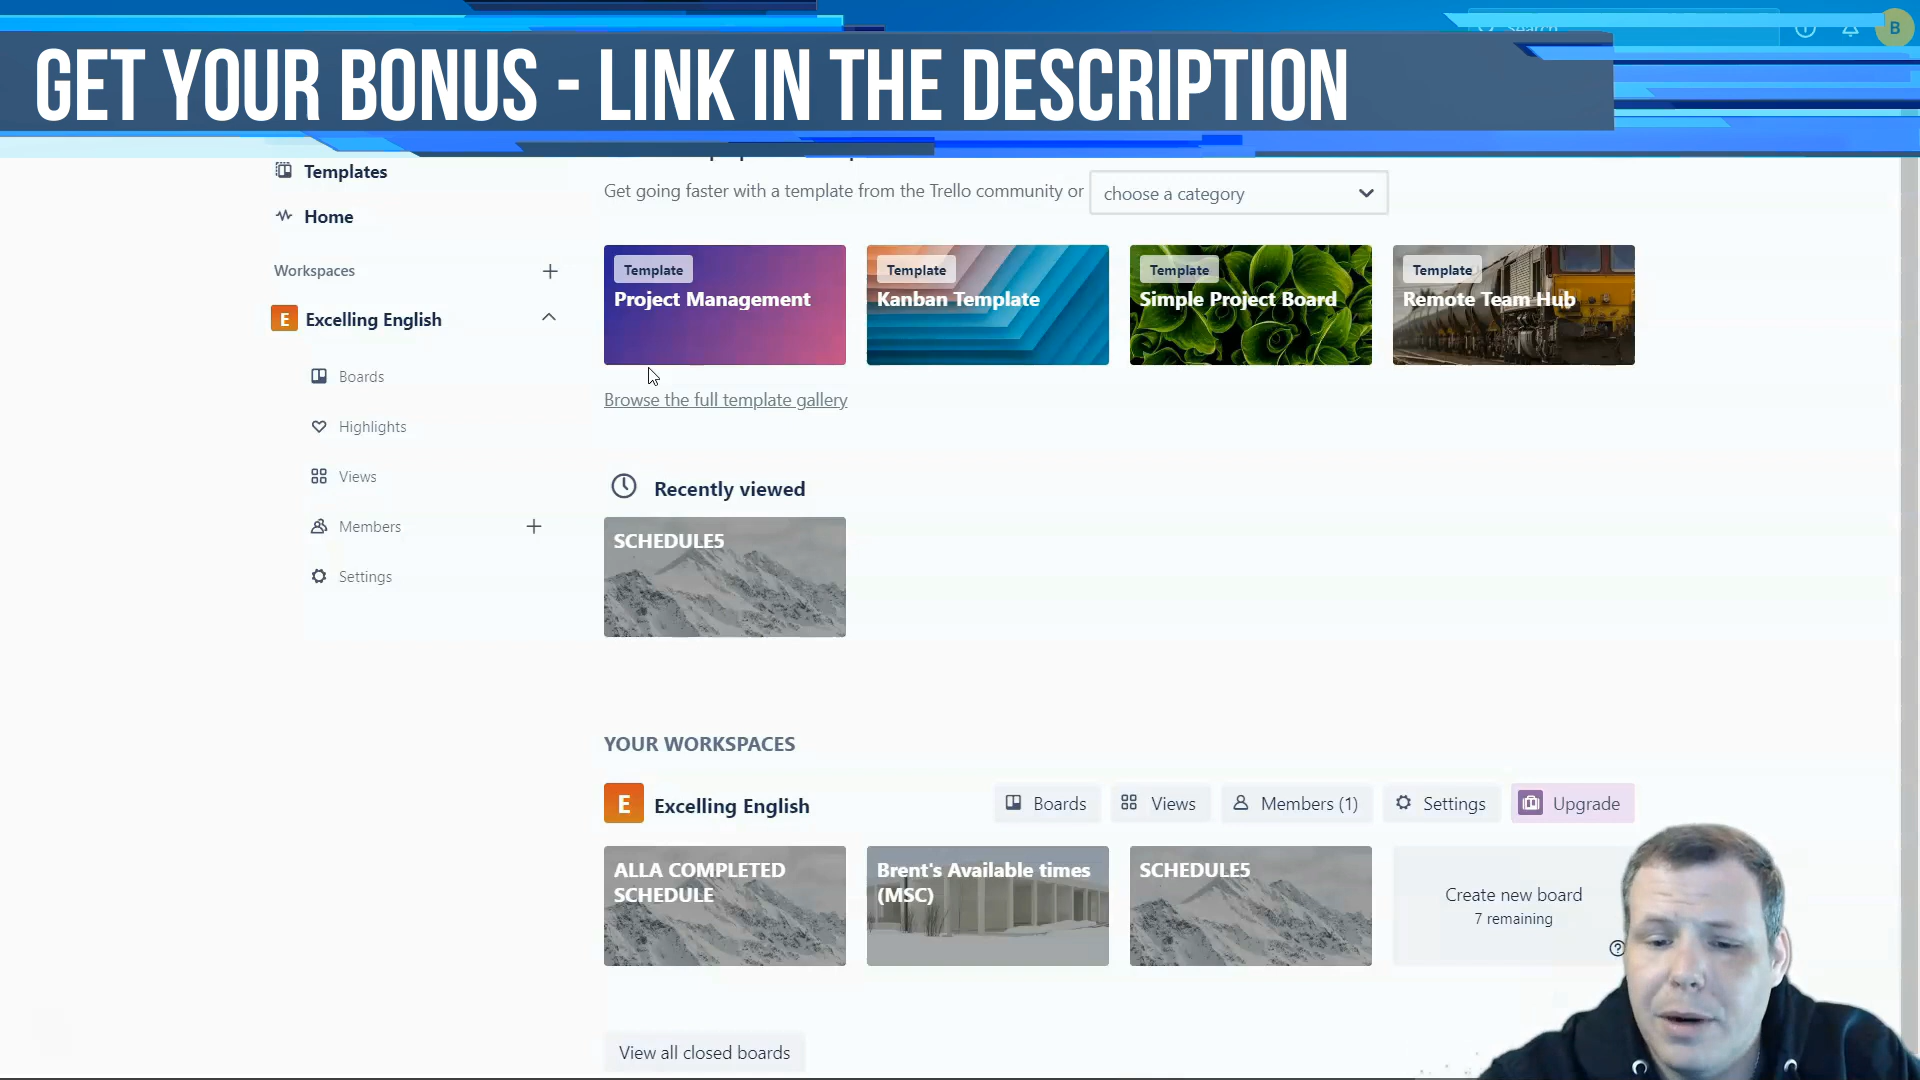 GET YOUR BONUS - LINK IN THE DESCRIPTION
Search
B
Templates
Home
Workspaces
E Excelling English
Boards
Highlights
Views
Members
Settings
Get going faster with a template from the Trello community or choose a category
Template
Project Management
Template
Kanban Template
Template
Simple Project Board
Template
Remote Team Hub
Browse the full template gallery
Recently viewed
SCHEDULE5
YOUR WORKSPACES
E Excelling English
Boards
Views
Members (1)
Settings
Upgrade
ALLA COMPLETED
SCHEDULE
Brent's Available times
(MSC)
SCHEDULE5
Create new board
7 remaining
View all closed boards